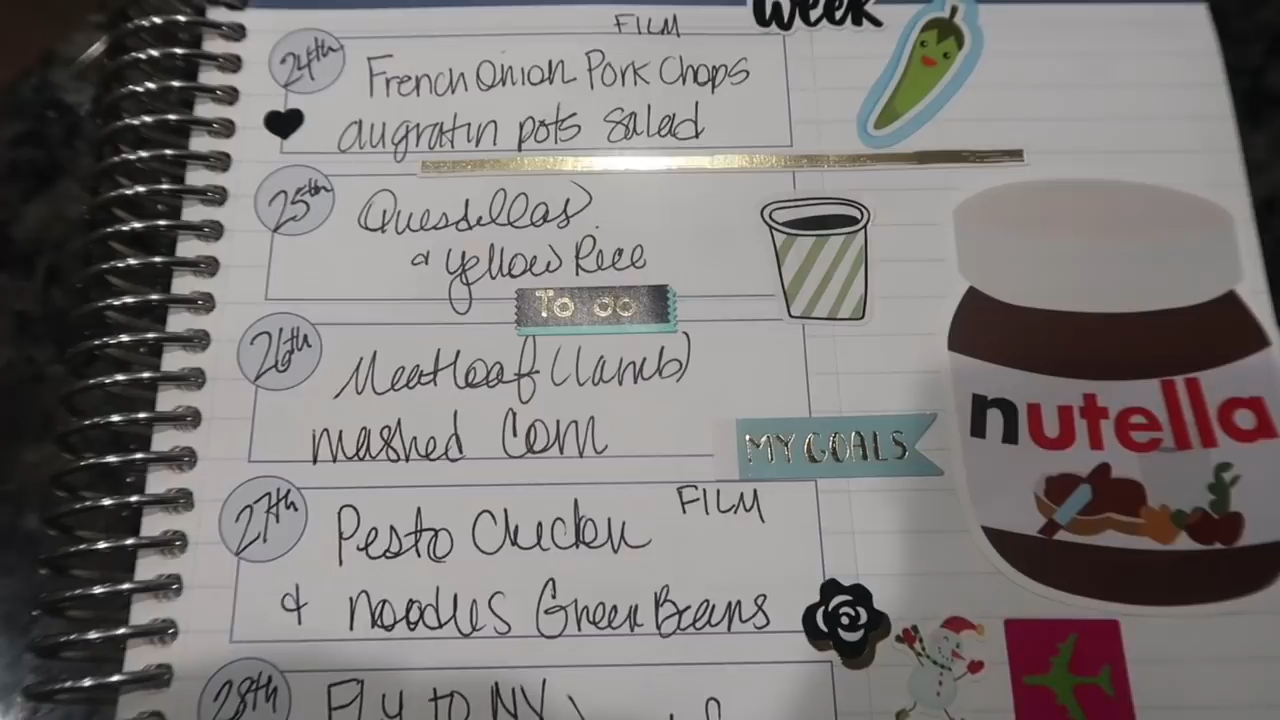 week
FILM
24th
French Onion Pork Chops
augratin pots salad
25th
Quesdillas
& yellow Rice
To do
26th
Meatloaf (lamb)
mashed Corn
MY GOALS
nutella
27th
FILM
Pesto Chicken
& noodles Green Beans
28th
Fly to NY